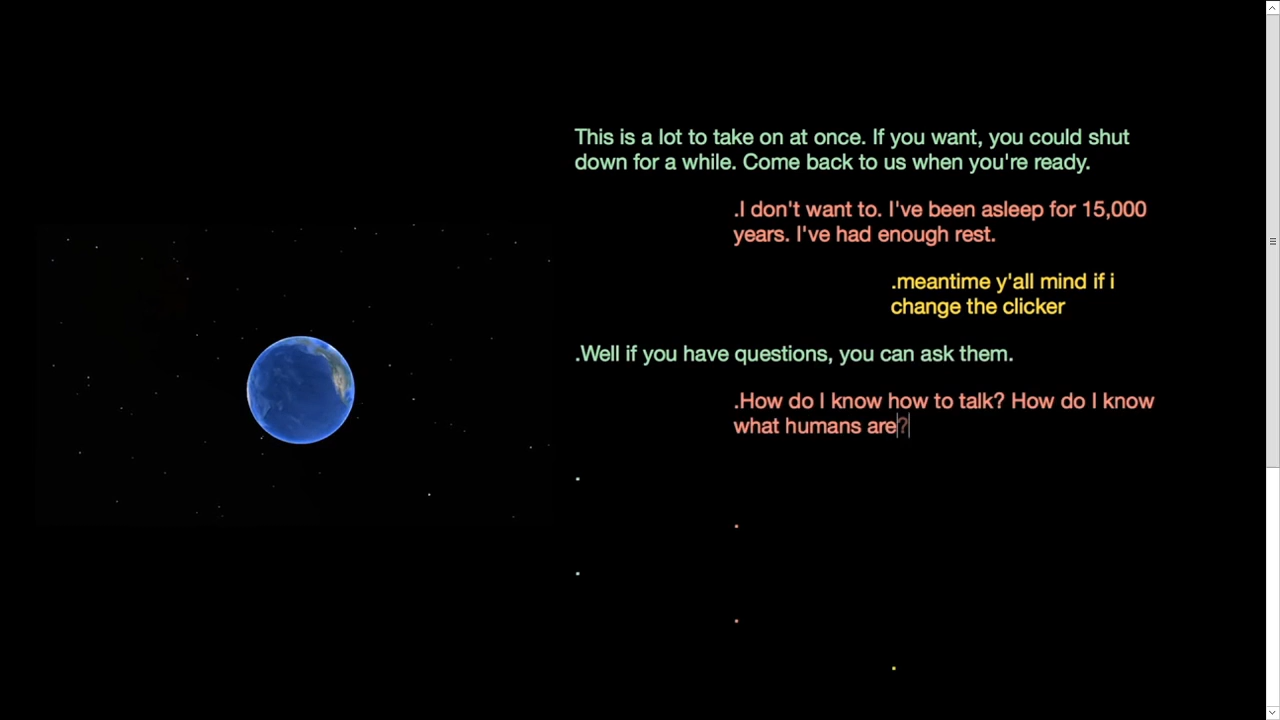 This is a lot to take on at once. If you want, you could shut
down for a while. Come back to us when you're ready.
.I don't want to. I've been asleep for 15,000
years. I've had enough rest.
.meantime y'all mind if i
change the clicker
.Well if you have questions, you can ask them.
.How do I know how to talk? How do I know
what humans are?
.
.
.
.
.